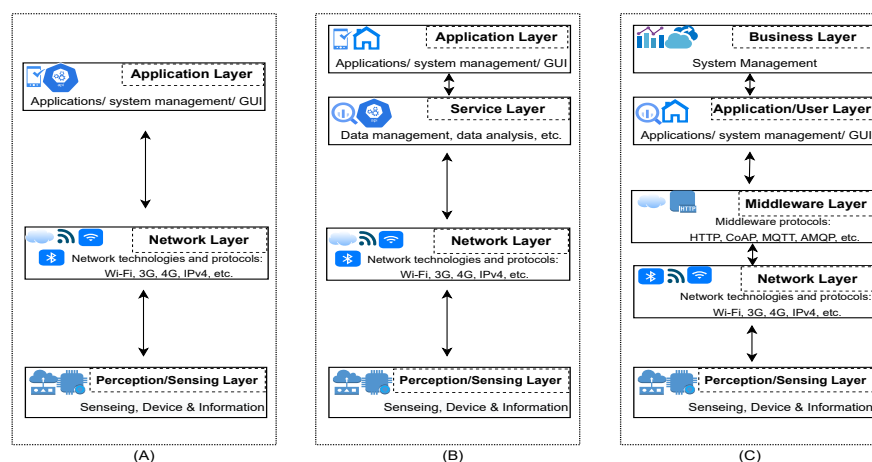 Application Layer
Applications/ system management/ GUI
Network Layer
Network technologies and protocols:
Wi-Fi, 3G, 4G, IPv4, etc.
Perception/Sensing Layer
Senseing, Device & Information
(A)
Application Layer
Applications/ system management/ GUI
Service Layer
Data management, data analysis, etc.
Network Layer
Network technologies and protocols:
Wi-Fi, 3G, 4G, IPv4, etc.
Perception/Sensing Layer
Senseing, Device & Information
(B)
Business Layer
System Management
Application/User Layer
Applications/ system management/ GUI
Middleware Layer
Middleware protocols:
HTTP, CoAP, MQTT, AMQP, etc.
HTTP
Network Layer
Network technologies and protocols:
Wi-Fi, 3G, 4G, IPv4, etc.
Perception/Sensing Layer
Senseing, Device & Information
(C)